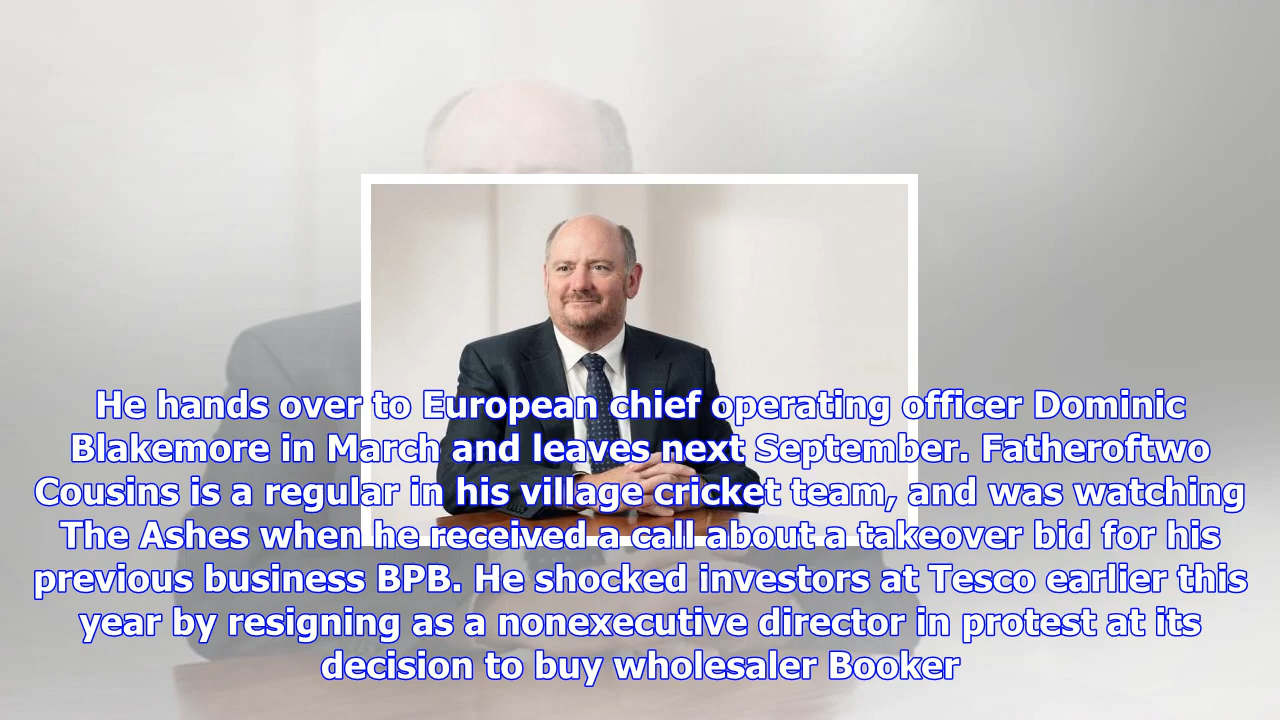 He hands over to European chief operating officer Dominic
Blakemore in March and leaves next September. Fatheroftwo
Cousins is a regular in his village cricket team, and was watching
The Ashes when he received a call about a takeover bid for his
previous business BPB. He shocked investors at Tesco earlier this
year by resigning as a nonexecutive director in protest at its
decision to buy wholesaler Booker